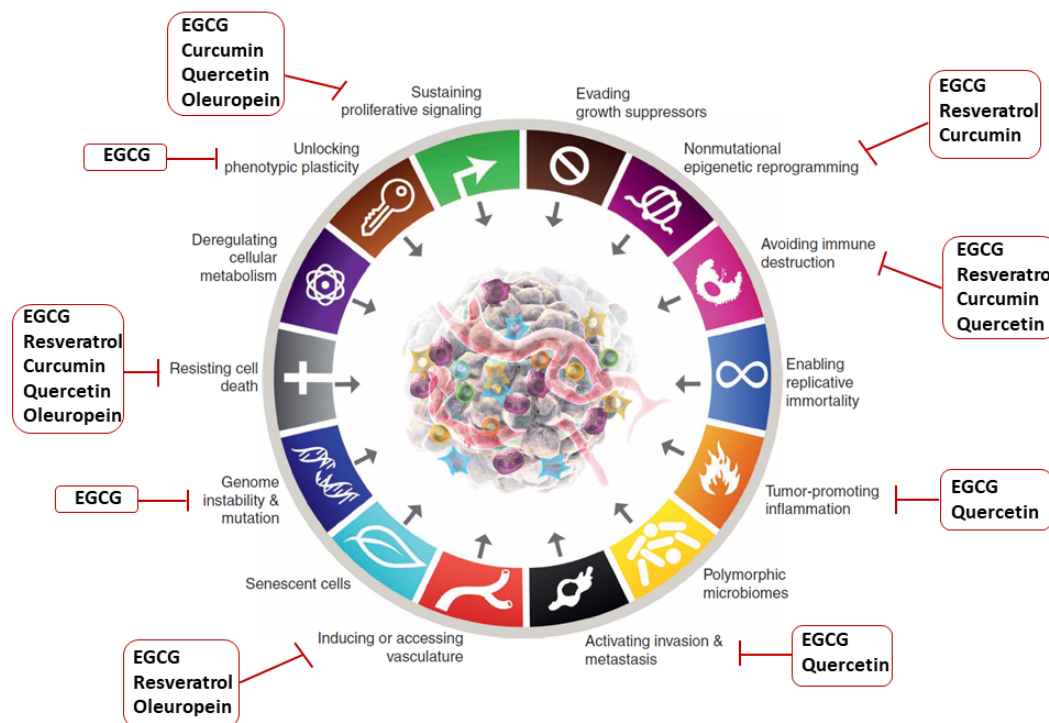 EGCG
Curcumin
Quercetin
Oleuropein
Sustaining
proliferative signaling
Evading
growth suppressors
EGCG
Resveratrol
Curcumin
EGCG
Unlocking
phenotypic plasticity
Nonmutational
epigenetic reprogramming
Deregulating
cellular
metabolism
Avoiding immune
destruction
EGCG
Resveratrol
Curcumin
Quercetin
EGCG
Resveratrol
Curcumin
Quercetin
Oleuropein
Resisting cell
death
Enabling
replicative
immortality
EGCG
Genome
instability &
mutation
Tumor-promoting
inflammation
EGCG
Quercetin
Senescent cells
Polymorphic
microbiomes
EGCG
Resveratrol
Oleuropein
Inducing or accessing
vasculature
Activating invasion &
metastasis
EGCG
Quercetin